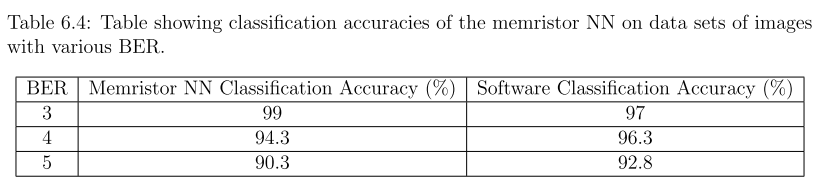 Table 6.4: Table showing classification accuracies of the memristor NN on data sets of images
with various BER.
BER Memristor NN Classification Accuracy (%) Software Classification Accuracy (%)
3 99 97
4 94.3 96.3
5 90.3 92.8